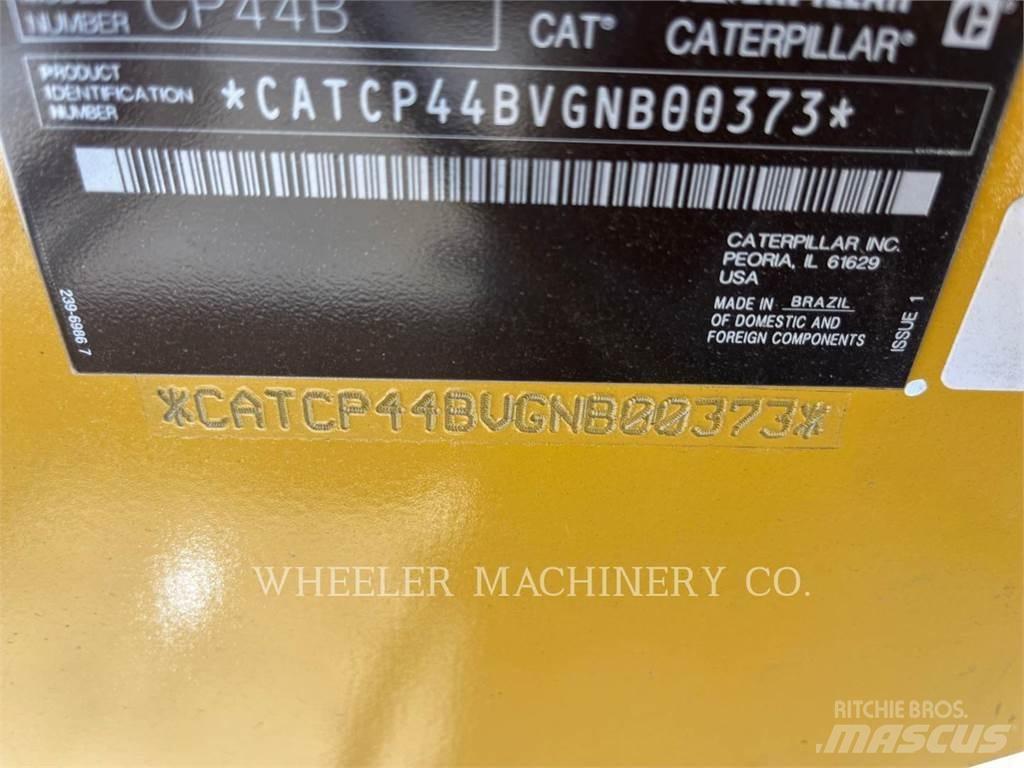 NUMBER CP44B
CAT® CATERPILLAR®
PRODUCT
IDENTIFICATION
NUMBER
*CATCP44BVGNB00373*
CATERPILLAR INC.
PEORIA, IL 61629
USA
MADE IN BRAZIL
OF DOMESTIC AND
FOREIGN COMPONENTS
ISSUE 1
239-6986 7
*CATCP44BVGNB00373*
WHEELER MACHINERY CO.
RITCHIE BROS.
MASCUS